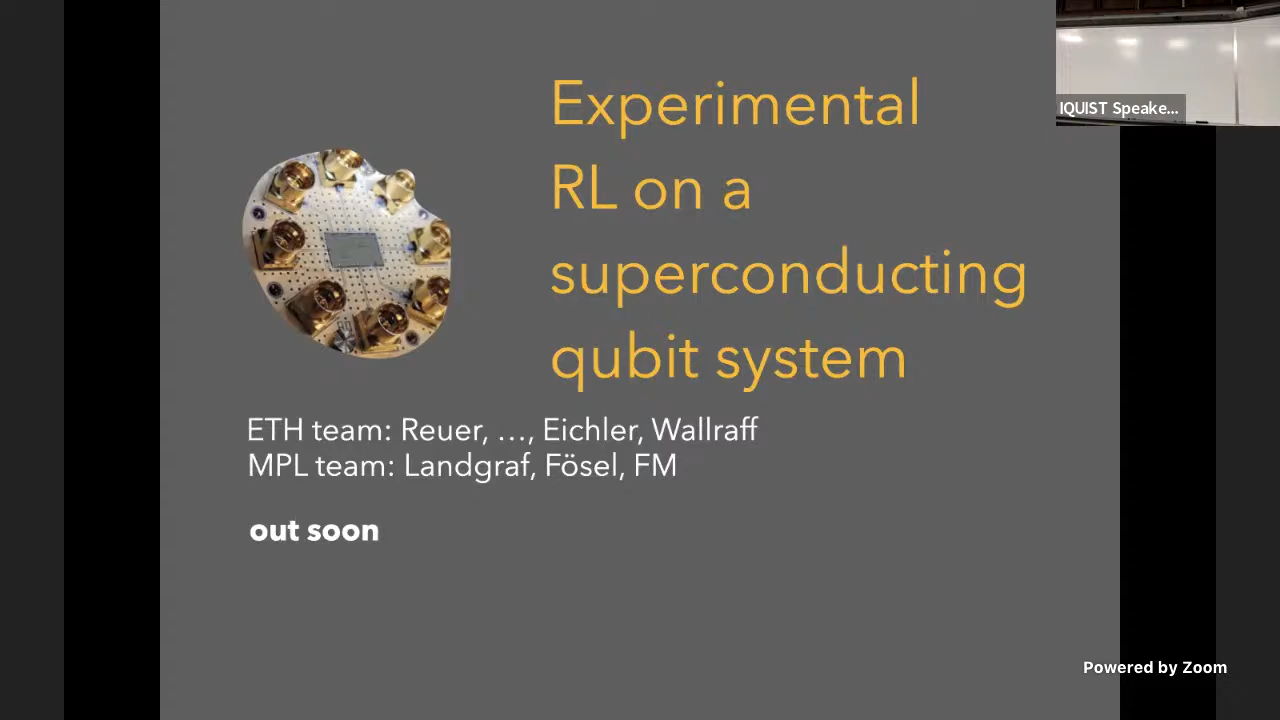 Experimental
RL on a
superconducting
qubit system
IQUIST Speake...
ETH team: Reuer, …, Eichler, Wallraff
MPL team: Landgraf, Fösel, FM
out soon
Powered by Zoom